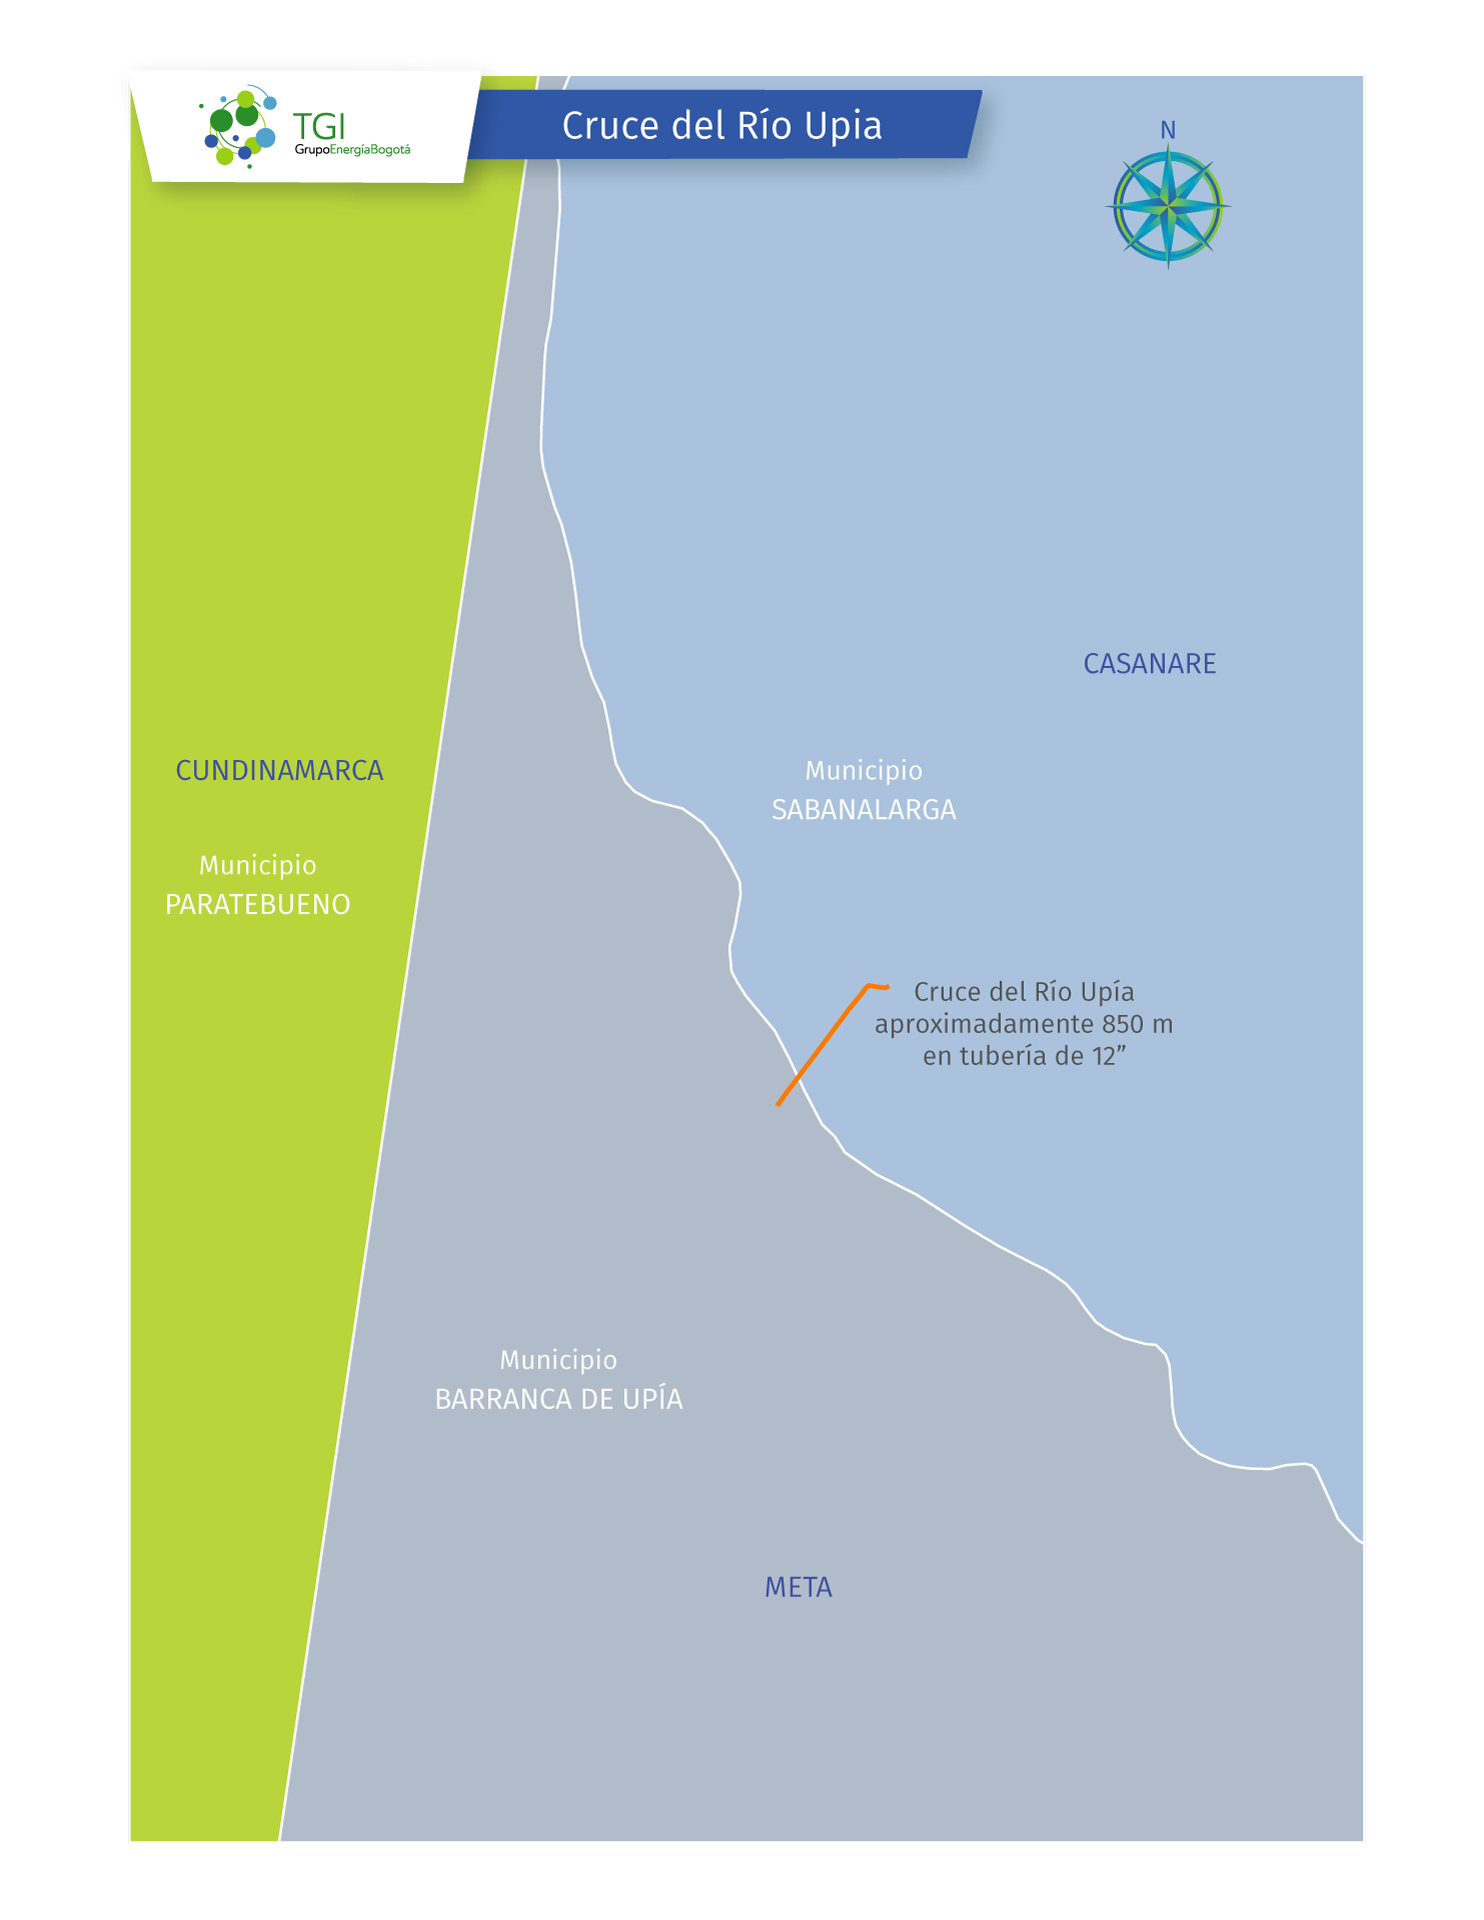 TGI
GrupoEnergíaBogotá
Cruce del Río Upia
N
CASANARE
CUNDINAMARCA
Municipio
SABANALARGA
Municipio
PARATEBUENO
Cruce del Río Upía
aproximadamente 850 m
en tubería de 12”
Municipio
BARRANCA DE UPÍA
META